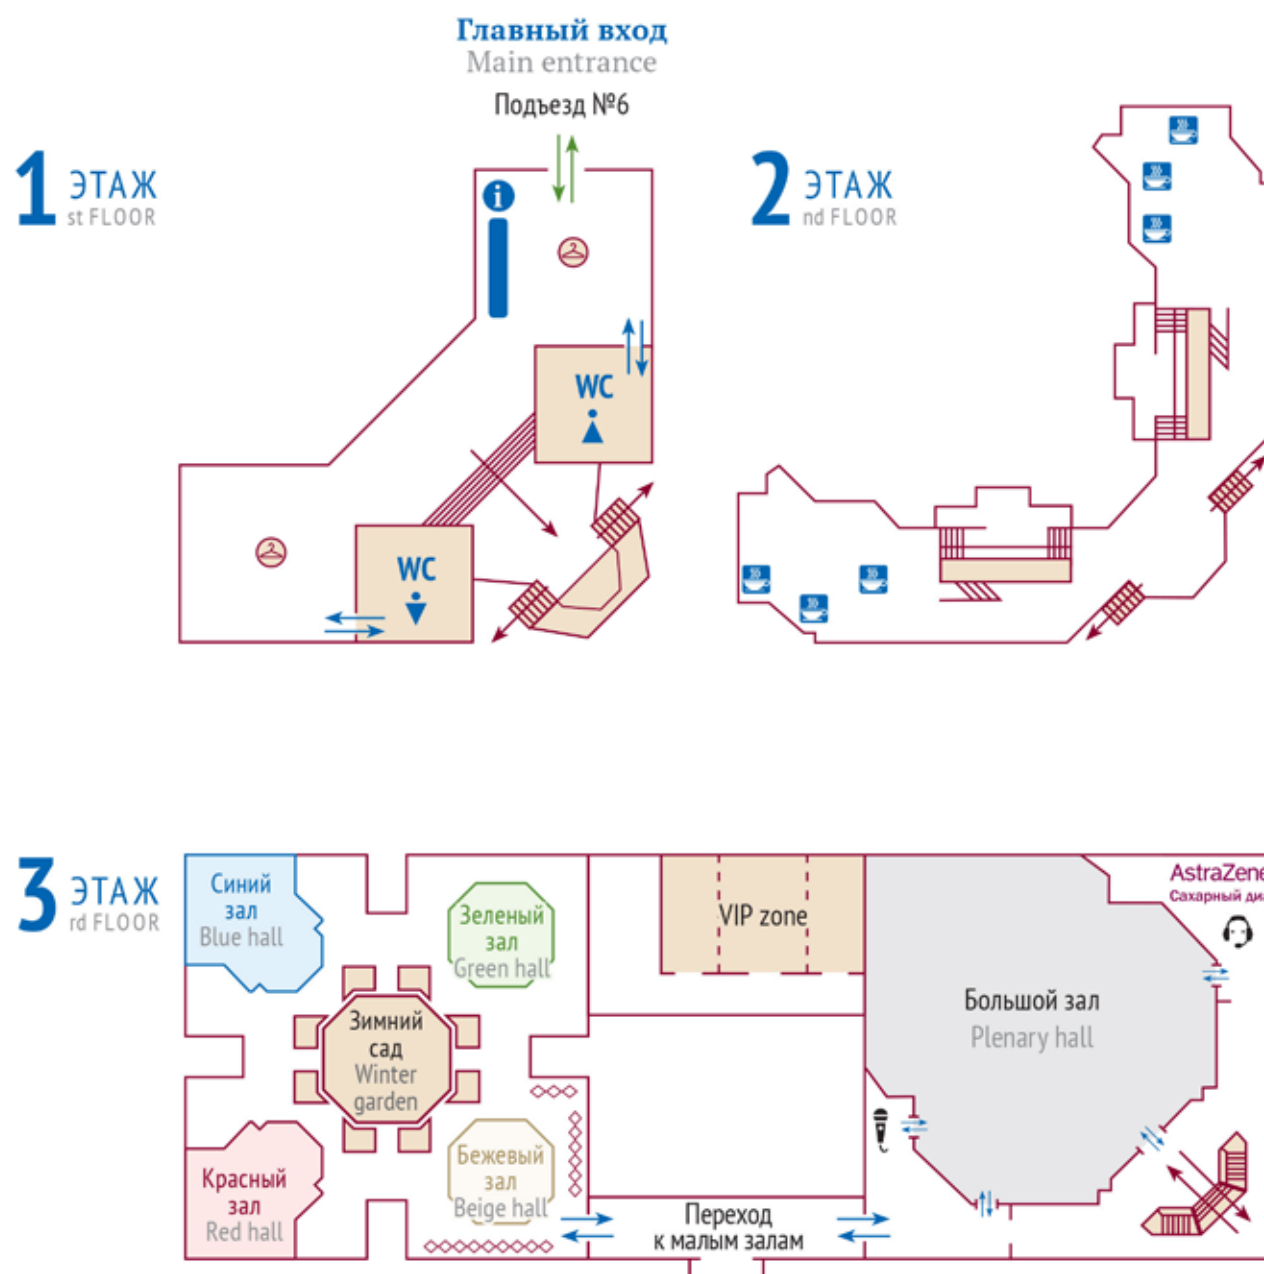 Главный вход
Main entrance
Подъезд №6
1 ЭТАЖ
st FLOOR
2 ЭТАЖ
nd FLOOR
i
WC
WC
3 ЭТАЖ
rd FLOOR
Синий
зал
Blue hall
Зеленый
зал
Green hall
VIP zone
AstraZene
Сахарный диа
Большой зал
Plenary hall
Зимний
сад
Winter
garden
Красный
зал
Red hall
Бежевый
зал
Beige hall
Переход
к малым залам